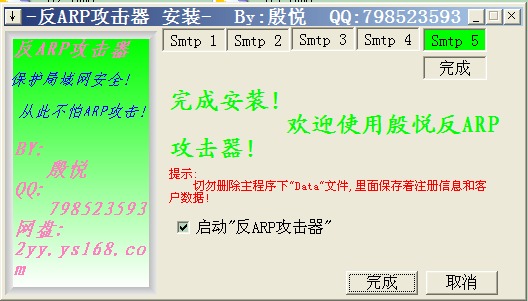 -反ARP攻击器 安装- By:殷悦 QQ:798523593
反ARP攻击器
保护局域网安全!
从此不怕ARP攻击!
BY:
殷悦
QQ:
798523593
网盘:
2yy.ys168.co
m
Smtp 1 Smtp 2 Smtp 3 Smtp 4 Smtp 5
完成
完成安装!
欢迎使用殷悦反ARP
攻击器!
提示:
切勿删除主程序下"Data"文件,里面保存着注册信息和客
户数据!
启动"反ARP攻击器"
完成 取消